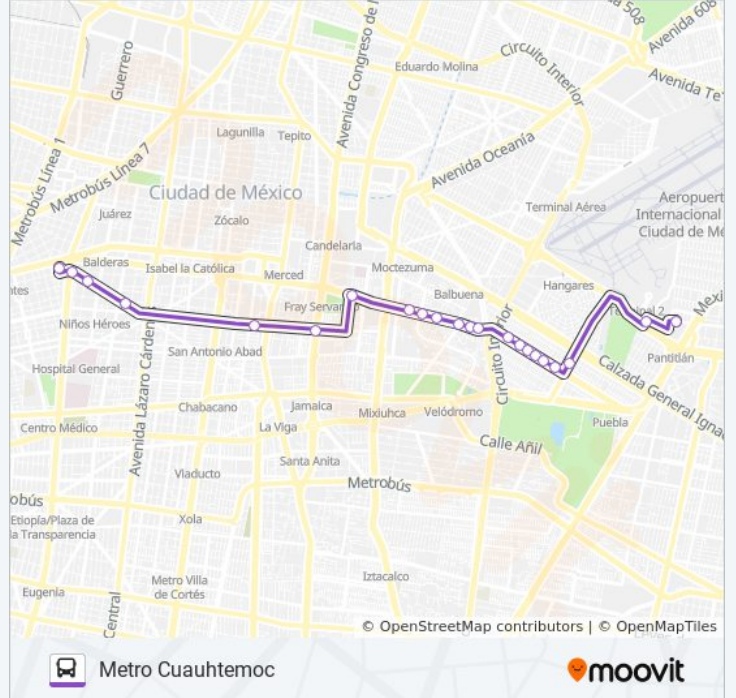 508
Avenida 608
Guerrero
Avenida Congreso de l
Circuito Interior
Eduardo Molina
Avenida Te
Metrobús Línea 1
Metrobús Línea 7
Lagunilla
Tepito
Avenida Oceanía
Ciudad de México
Juárez
Zócalo
Terminal Aérea
Aeropuert
Internacional
Ciudad de Mé
Candelaria
Balderas
Isabel la Católica
Merced
Moctezuma
Hangares
Balbuena
ntes
Fray Servando
Terminal 2
Mexi
Niños Héroes
San Antonio Abad
Circuito Interior
Pantitlán
Hospital General
Avenida Lázaro Cárden
Calzada General Igna
Chabacano
Jamaica
Mixiuhca
Velódromo
Puebla
Centro Médico
La Viga
Calle Añil
Santa Anita
Viaducto
Metrobús
obús
Etiopía/Plaza de
la Transparencia
Xola
Iztacalco
Metro Villa
de Cortés
Eugenia
Central
© OpenStreetMap contributors | © OpenMapTiles
Metro Cuauhtemoc
moovit